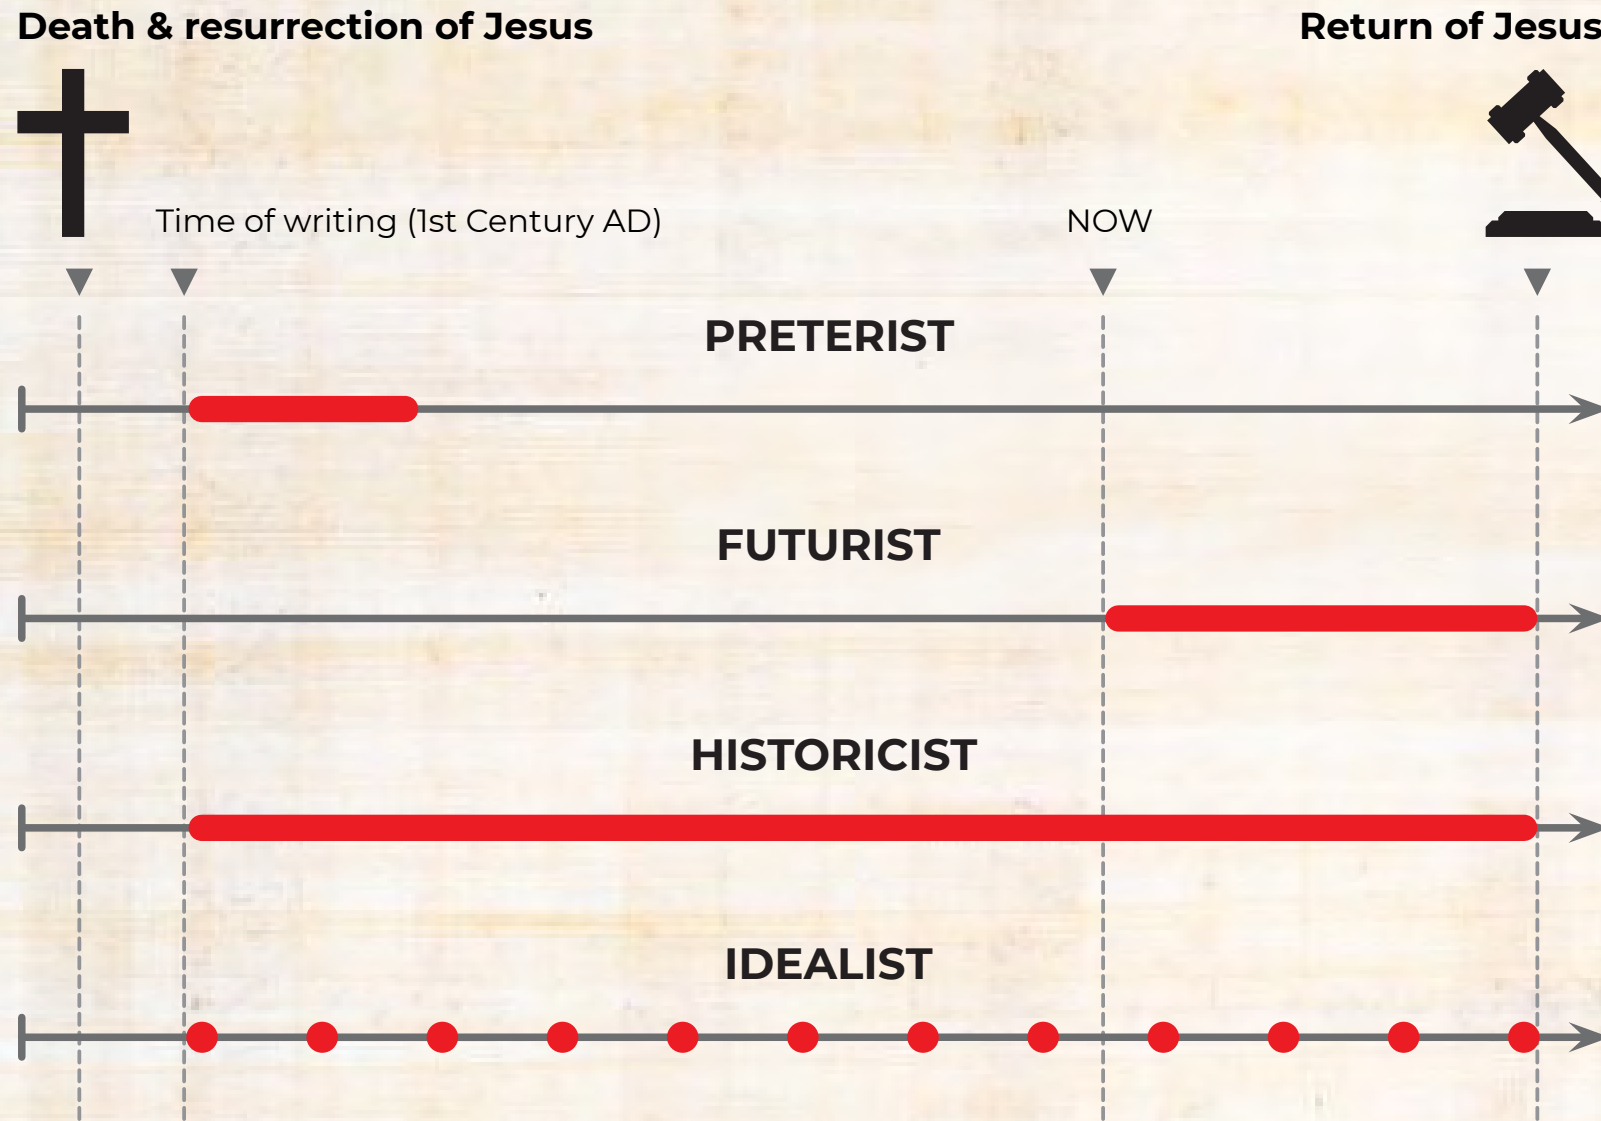 Death & resurrection of Jesus
Return of Jesus
Time of writing (1st Century AD)
NOW
PRETERIST
FUTURIST
HISTORICIST
IDEALIST